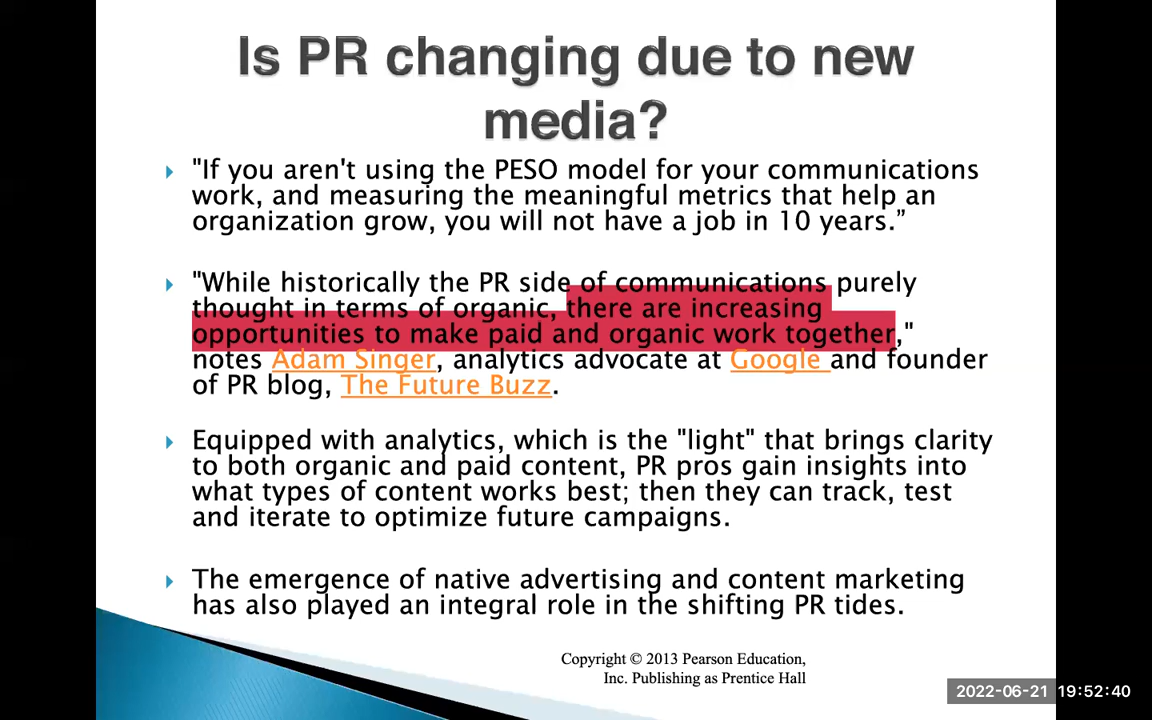 Is PR changing due to new
media?
"If you aren't using the PESO model for your communications
work, and measuring the meaningful metrics that help an
organization grow, you will not have a job in 10 years.”
"While historically the PR side of communications purely
thought in terms of organic, there are increasing
opportunities to make paid and organic work together,"
notes Adam Singer, analytics advocate at Google and founder
of PR blog, The Future Buzz.
Equipped with analytics, which is the "light" that brings clarity
to both organic and paid content, PR pros gain insights into
what types of content works best; then they can track, test
and iterate to optimize future campaigns.
The emergence of native advertising and content marketing
has also played an integral role in the shifting PR tides.
Copyright © 2013 Pearson Education,
Inc. Publishing as Prentice Hall
2022-06-21 19:52:40